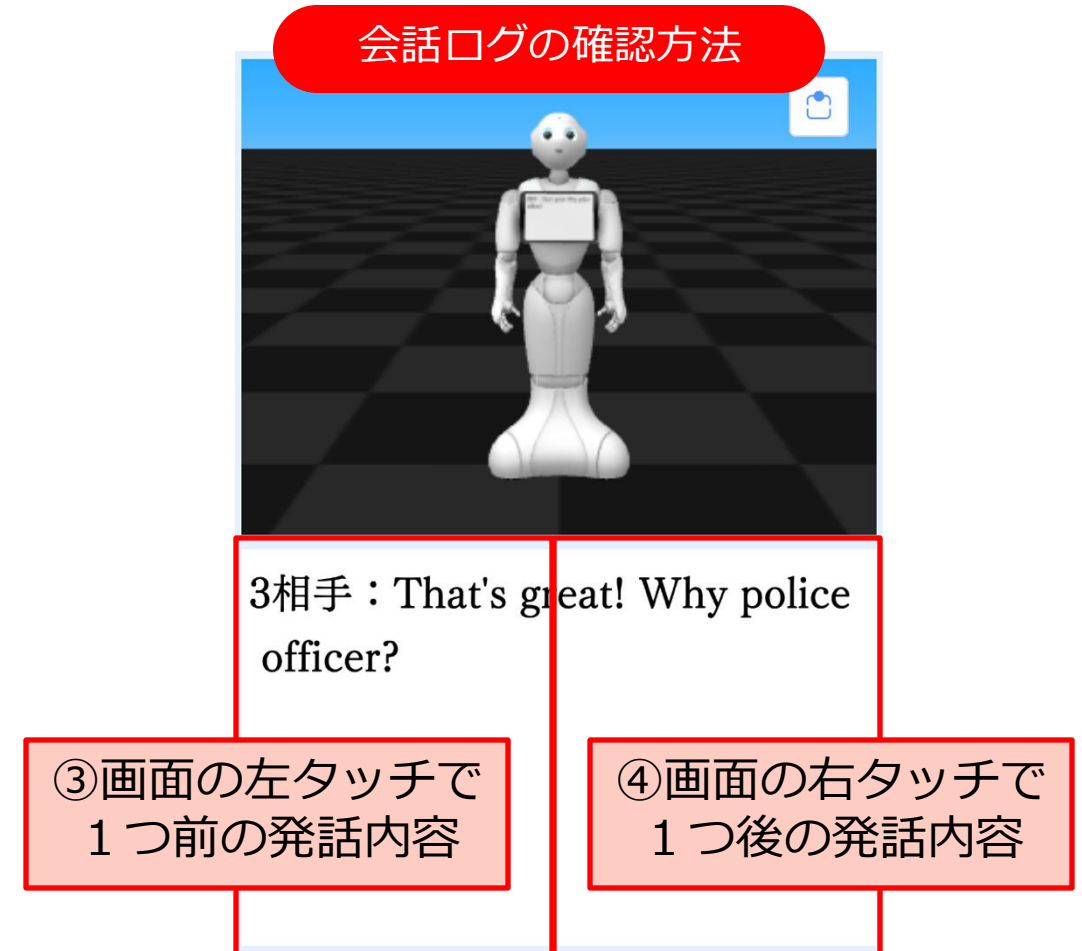 会話ログの確認方法
3相手：That's great! Why police
officer?
③画面の左タッチで
１つ前の発話内容
④画面の右タッチで
１つ後の発話内容